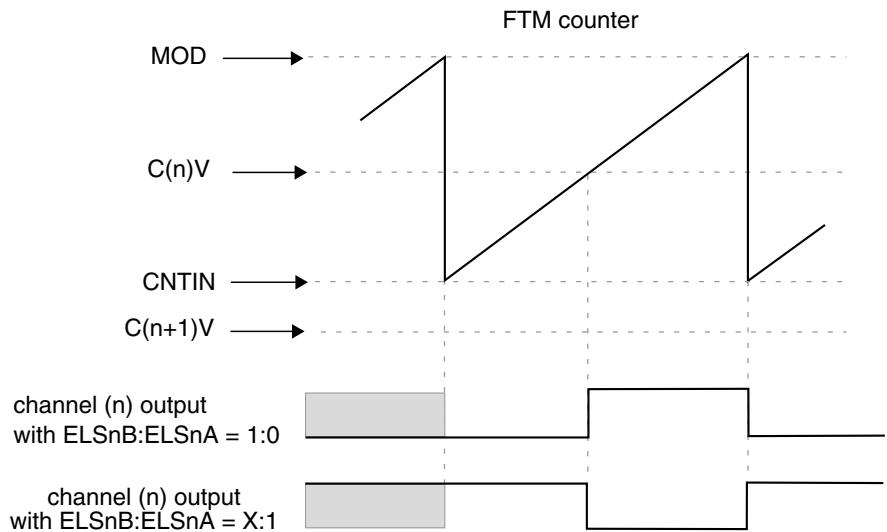 FTM counter
MOD
C(n)V
CNTIN
C(n+1)V
channel (n) output
with ELSnB:ELSnA = 1:0
channel (n) output
with ELSnB:ELSnA = X:1